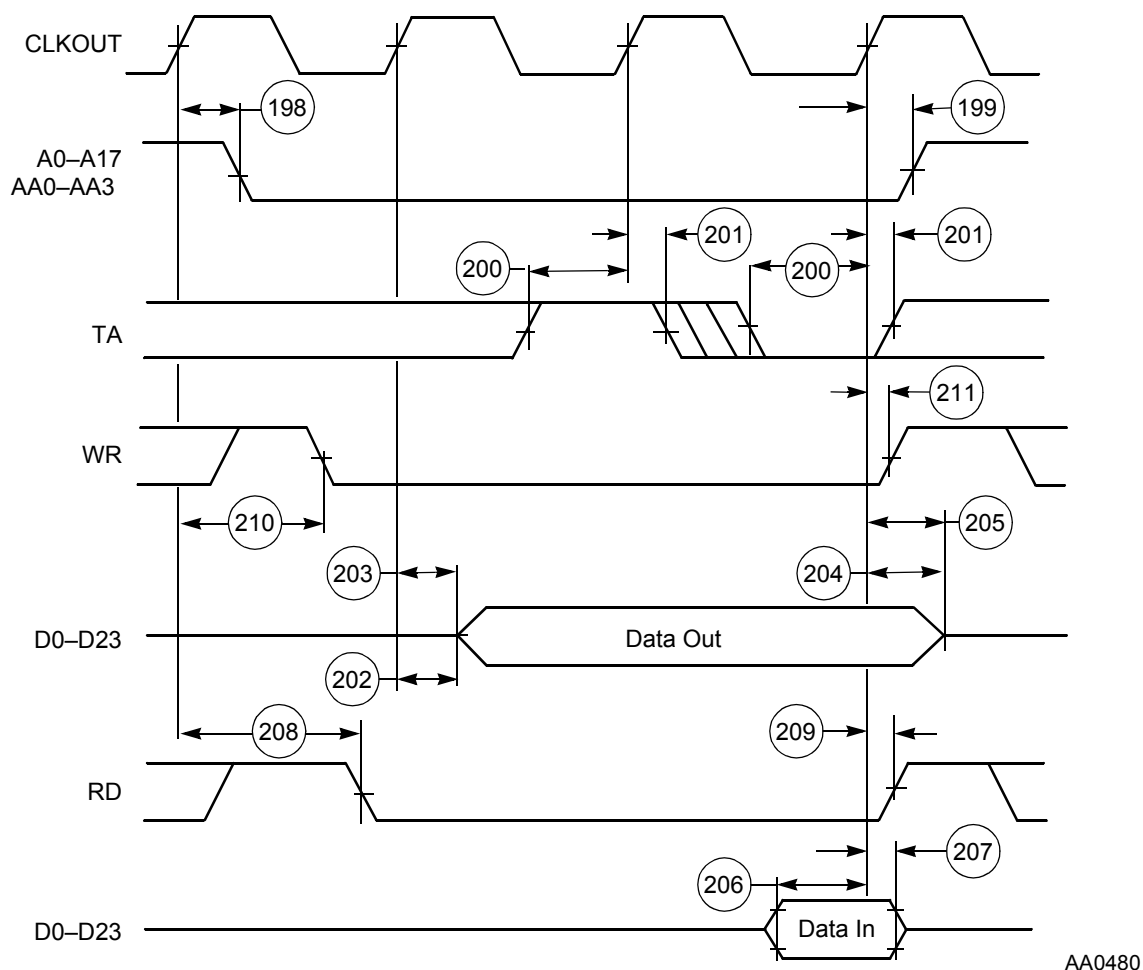 CLKOUT
198
199
A0–A17
AA0–AA3
201
201
200
200
TA
211
WR
210
205
203
204
D0–D23
Data Out
202
208
209
RD
207
206
D0–D23
Data In
AA0480